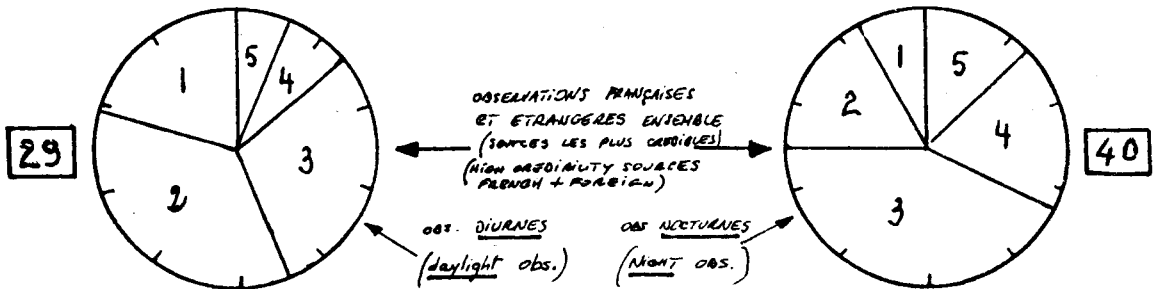 1
5
4
3
2
29
OBSERVATIONS FRANÇAISES
ET ETRANGERES ENSEMBLE
(SOURCES LES PLUS CREDIBLES)
(HIGH CREDIBILITY SOURCES
FRENCH + FOREIGN)
OBS. DIURNES
(daylight OBS.)
OBS NOCTURNES
(NIGHT OBS.)
1
5
2
4
3
40